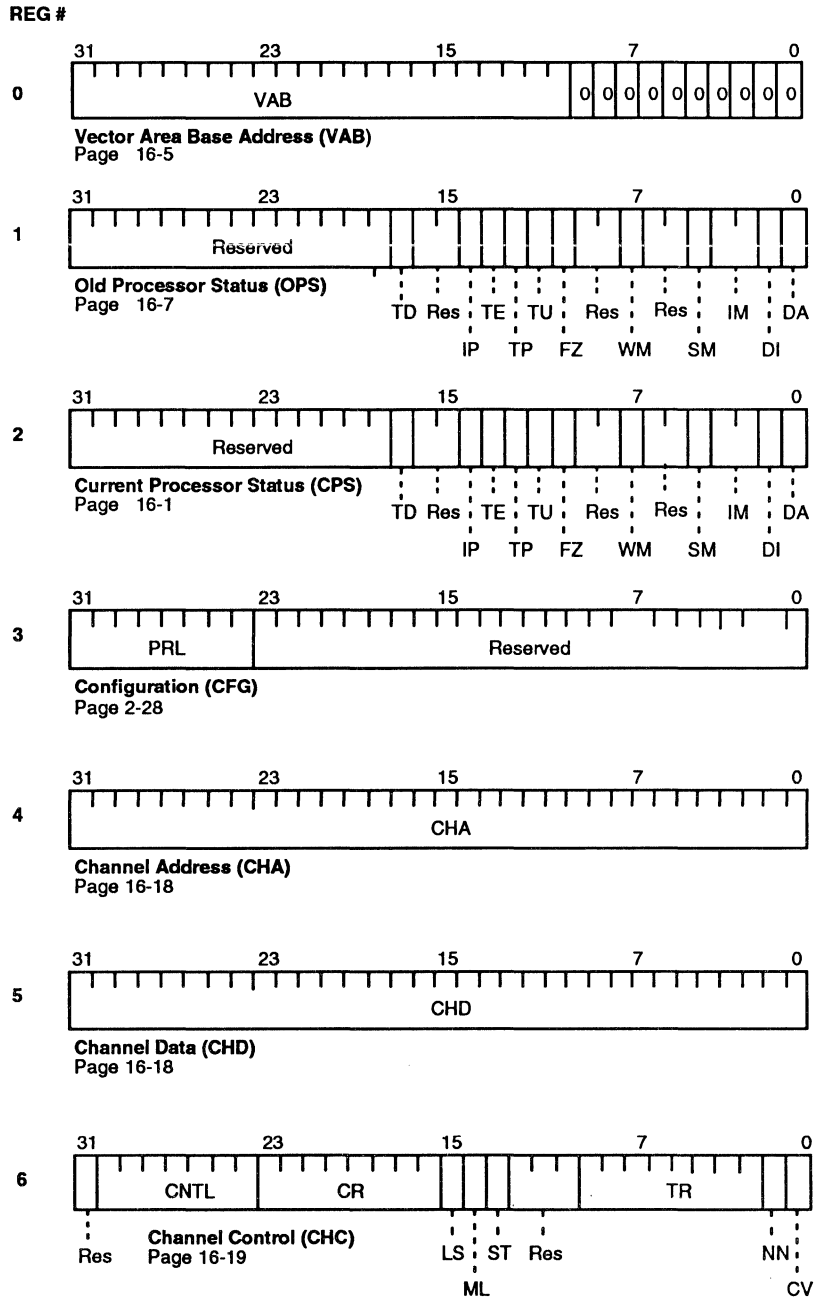 REG #
31 23 15 7 0
0 VAB 0 0 0 0 0 0 0 0 0 0
Vector Area Base Address (VAB)
Page 16-5
31 23 15 7 0
1 Reserved
Old Processor Status (OPS)
Page 16-7
TD Res TE TU Res Res IM DA
IP TP FZ WM SM DI
31 23 15 7 0
2 Reserved
Current Processor Status (CPS)
Page 16-1
TD Res TE TU Res Res IM DA
IP TP FZ WM SM DI
31 23 15 7 0
3 PRL Reserved
Configuration (CFG)
Page 2-28
31 23 15 7 0
4 CHA
Channel Address (CHA)
Page 16-18
31 23 15 7 0
5 CHD
Channel Data (CHD)
Page 16-18
31 23 15 7 0
6 CNTL CR TR
Channel Control (CHC)
Res Page 16-19 LS ST Res NN
ML CV